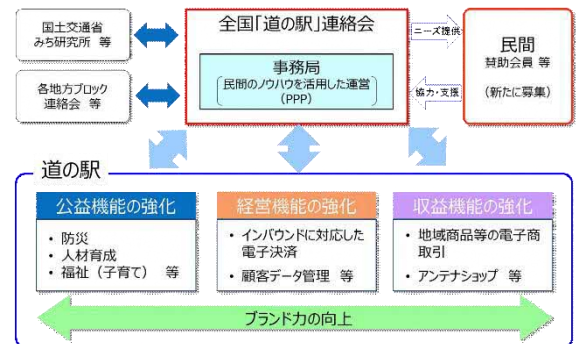 国土交通省
みち研究所 等
各地方ブロック
連絡会 等
全国「道の駅」連絡会
事務局
民間のノウハウを活用した運営
(PPP)
ニーズ提供
協力・支援
民間
賛助会員 等
(新たに募集)
道の駅
公益機能の強化
・ 防災
・ 人材育成
・ 福祉（子育て） 等
経営機能の強化
・ インバウンドに対応した
電子決済
・ 顧客データ管理 等
収益機能の強化
・ 地域商品等の電子商
取引
・ アンテナショップ 等
ブランド力の向上